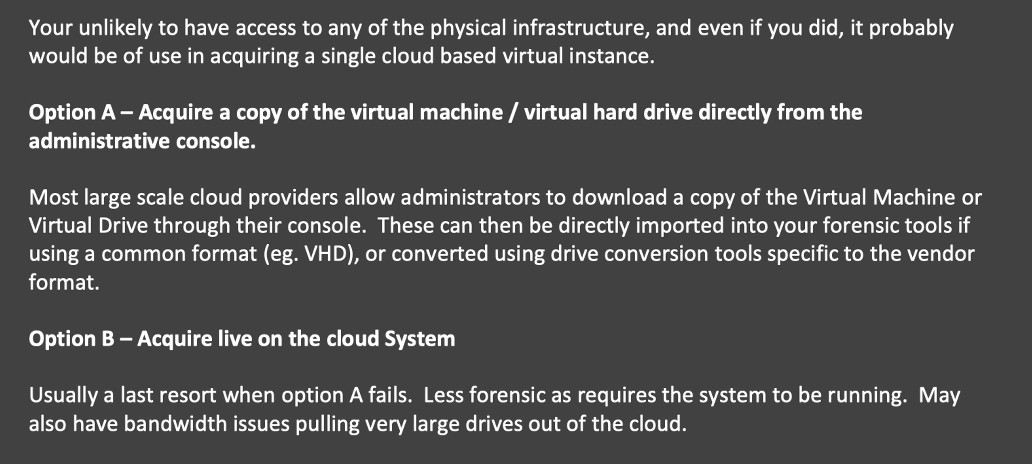 Your unlikely to have access to any of the physical infrastructure, and even if you did, it probably
would be of use in acquiring a single cloud based virtual instance.
Option A – Acquire a copy of the virtual machine / virtual hard drive directly from the
administrative console.
Most large scale cloud providers allow administrators to download a copy of the Virtual Machine or
Virtual Drive through their console.  These can then be directly imported into your forensic tools if
using a common format (eg. VHD), or converted using drive conversion tools specific to the vendor
format.
Option B – Acquire live on the cloud System
Usually a last resort when option A fails.  Less forensic as requires the system to be running.  May
also have bandwidth issues pulling very large drives out of the cloud.